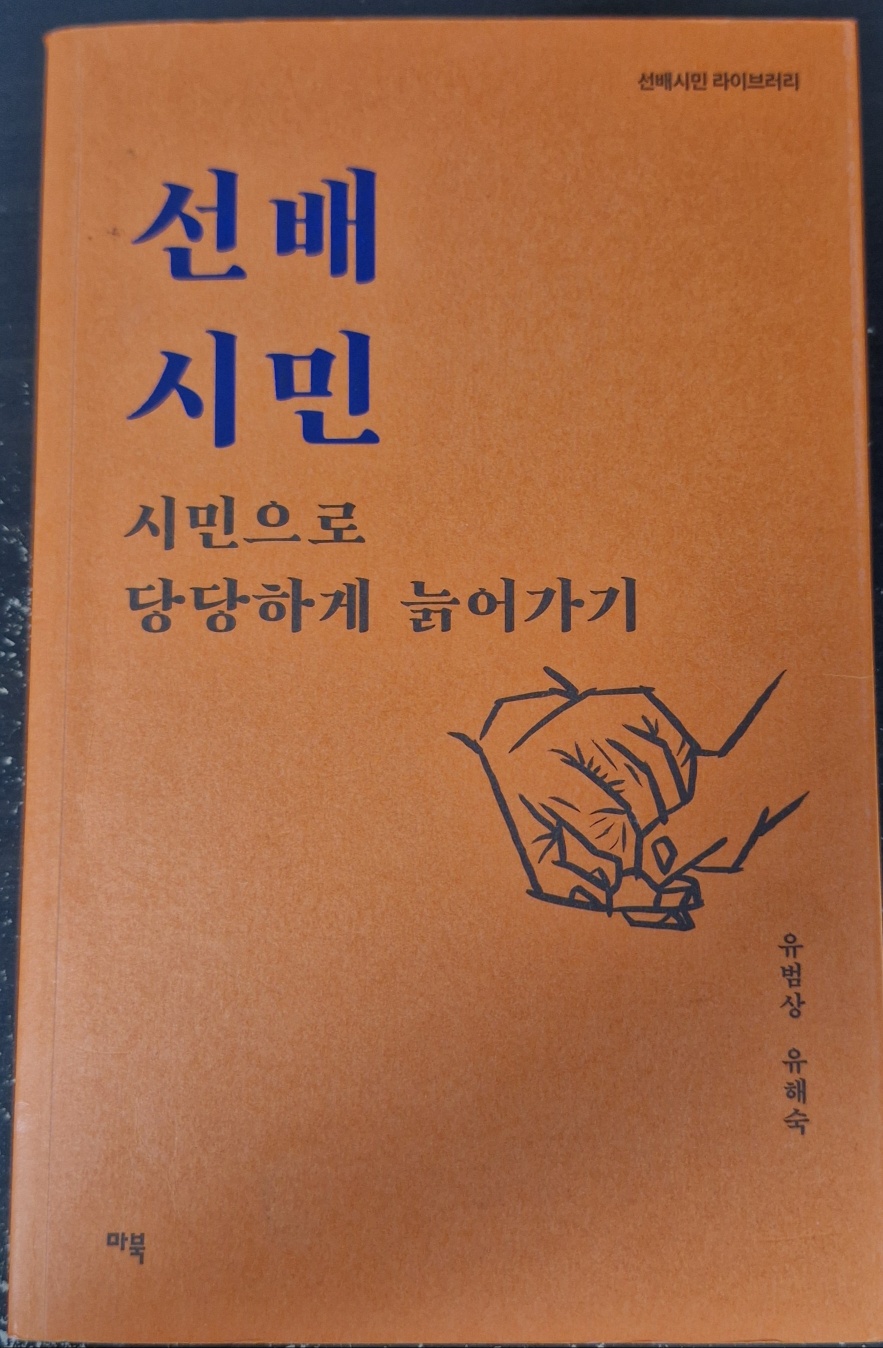 선배시민 라이브러리
선배
시민
시민으로
당당하게 늙어가기
유범상 유해숙
마북